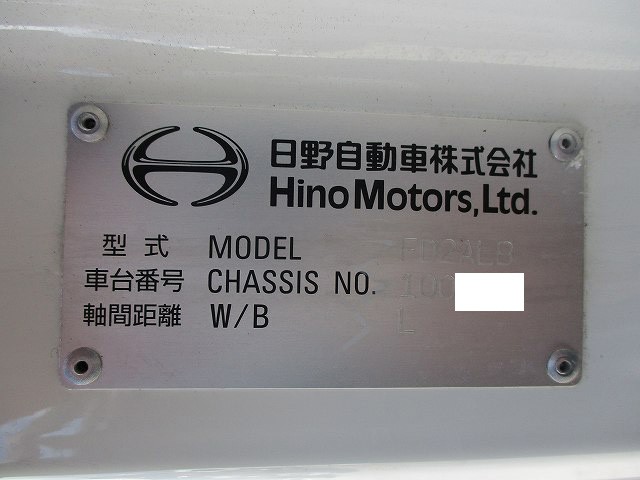 日野自動車株式会社
Hino Motors, Ltd.
型式 MODEL
車台番号 CHASSIS NO. 100
軸間距離 W/B L